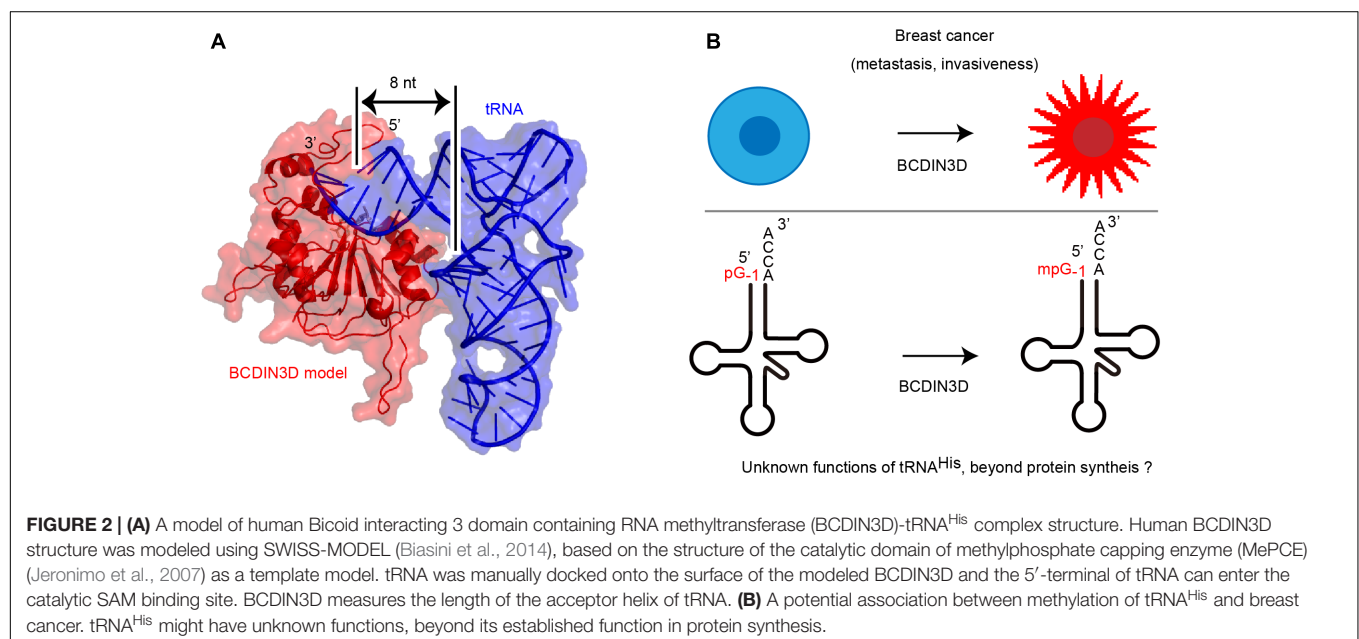 A
8 nt
5’
tRNA
3’
BCDIN3D model
B
Breast cancer
(metastasis, invasiveness)
BCDIN3D
3’
A
C
C
A
5’
pG-1
3’
A
C
C
A
5’
mpG-1
BCDIN3D
Unknown functions of tRNAHis, beyond protein syntheis ?
FIGURE 2 | (A) A model of human Bicoid interacting 3 domain containing RNA methyltransferase (BCDIN3D)-tRNAHis complex structure. Human BCDIN3D
structure was modeled using SWISS-MODEL (Biasini et al., 2014), based on the structure of the catalytic domain of methylphosphate capping enzyme (MePCE)
(Jeronimo et al., 2007) as a template model. tRNA was manually docked onto the surface of the modeled BCDIN3D and the 5′-terminal of tRNA can enter the
catalytic SAM binding site. BCDIN3D measures the length of the acceptor helix of tRNA. (B) A potential association between methylation of tRNAHis and breast
cancer. tRNAHis might have unknown functions, beyond its established function in protein synthesis.